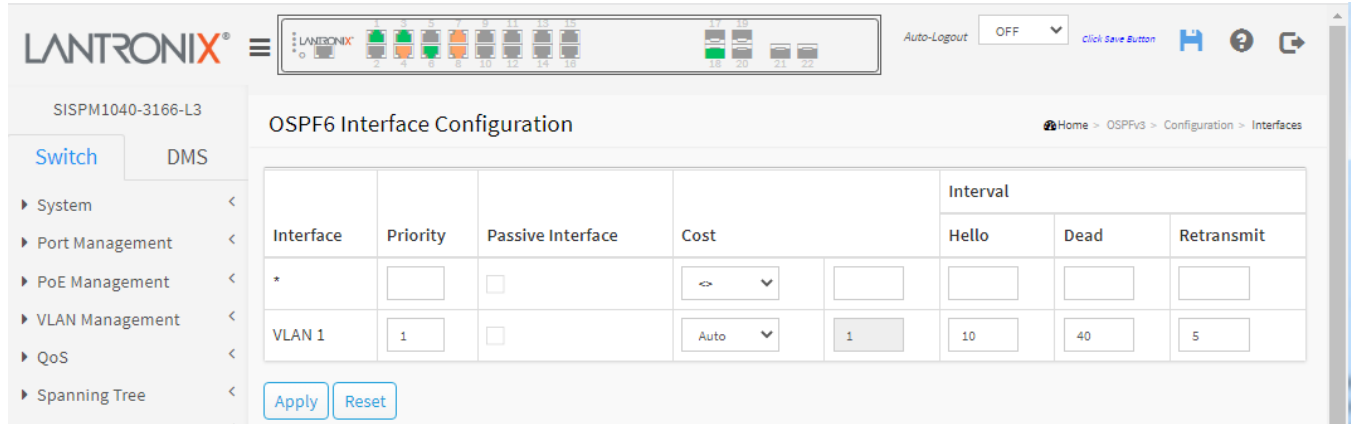 LANTRONIX®
LANTRONIX
1 3 5 7 9 11 13 15 17 19
2 4 6 8 10 12 14 16 18 20 21 22
Auto-Logout OFF Click Save Button
SISPM1040-3166-L3
Switch DMS
System
Port Management
PoE Management
VLAN Management
QoS
Spanning Tree
OSPF6 Interface Configuration
Home > OSPFv3 > Configuration > Interfaces
Interval
Interface Priority Passive Interface Cost Hello Dead Retransmit
* <>
VLAN 1 1 Auto 1 10 40 5
Apply Reset